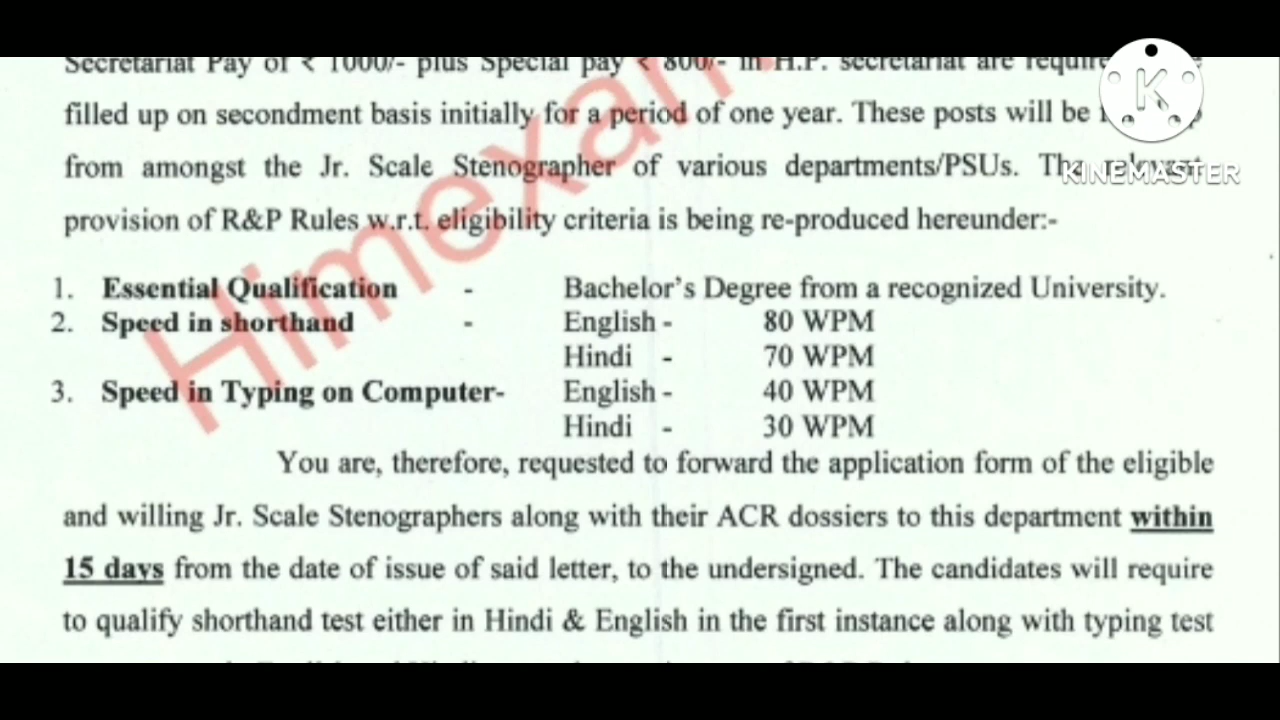 Secretariat Pay of ₹ 1000/- plus Special pay ₹ 800/- in H.P. secretariat are
filled up on secondment basis initially for a period of one year. These posts will be
from amongst the Jr. Scale Stenographer of various departments/PSUs. The relevant
provision of R&P Rules w.r.t. eligibility criteria is being re-produced hereunder:-
1. Essential Qualification - Bachelor's Degree from a recognized University.
2. Speed in shorthand - English - 80 WPM
Hindi - 70 WPM
3. Speed in Typing on Computer- English - 40 WPM
Hindi - 30 WPM
You are, therefore, requested to forward the application form of the eligible
and willing Jr. Scale Stenographers along with their ACR dossiers to this department within
15 days from the date of issue of said letter, to the undersigned. The candidates will require
to qualify shorthand test either in Hindi & English in the first instance along with typing test
Himexam.
K
KINEMASTER